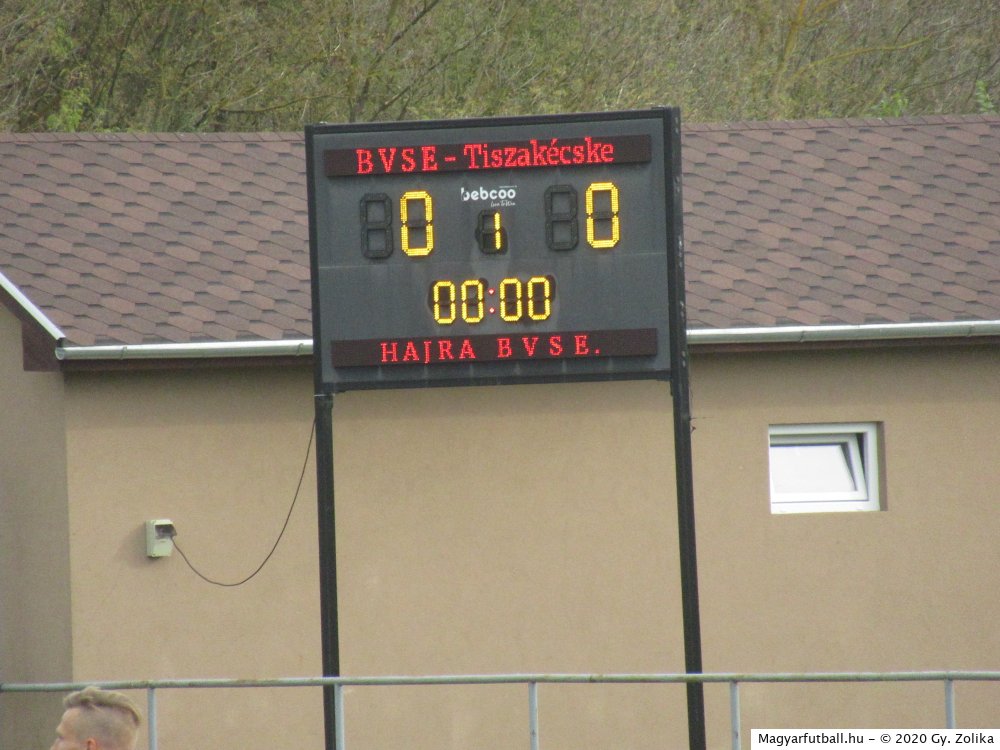 BVSE - Tiszakécske
bebcoo
0 1 0
00:00
HAJRA BVSE.
Magyarfutball.hu - © 2020 Gy. Zolika